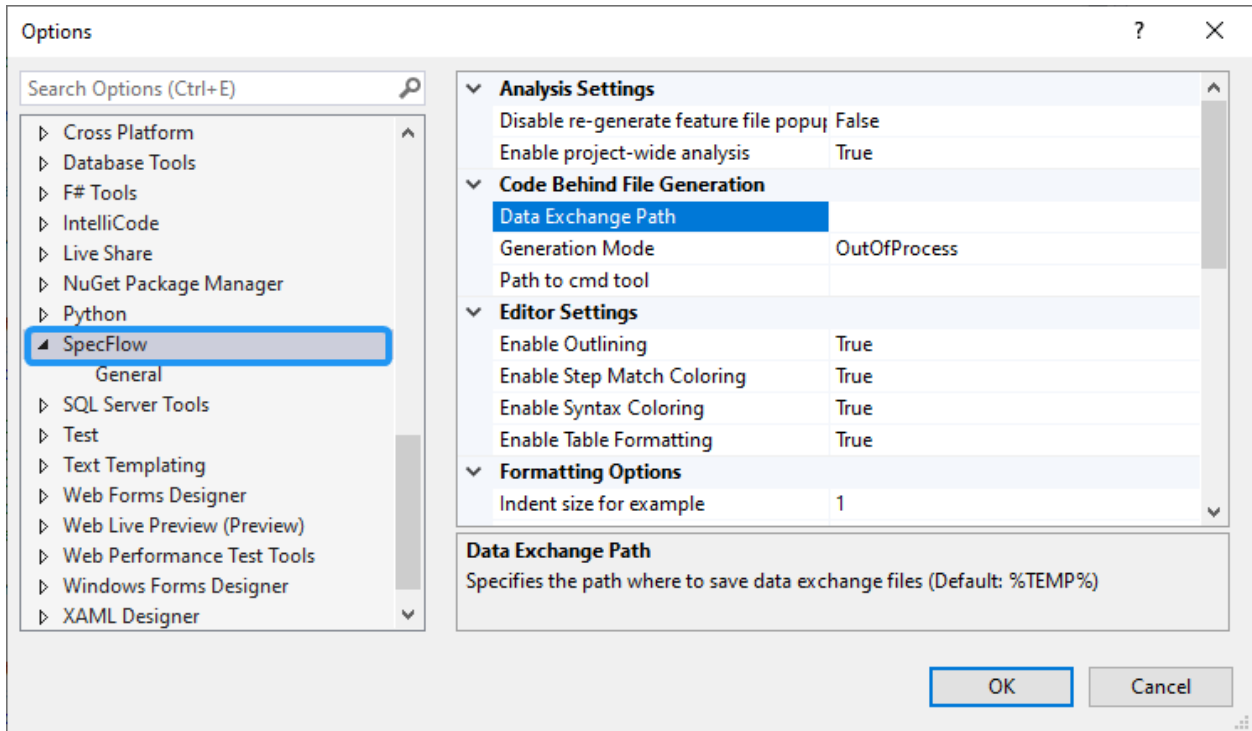 Options
?
Search Options (Ctrl+E)
Cross Platform
Database Tools
F# Tools
IntelliCode
Live Share
NuGet Package Manager
Python
SpecFlow
General
SQL Server Tools
Test
Text Templating
Web Forms Designer
Web Live Preview (Preview)
Web Performance Test Tools
Windows Forms Designer
XAML Designer
Analysis Settings
Disable re-generate feature file popup False
Enable project-wide analysis True
Code Behind File Generation
Data Exchange Path
Generation Mode OutOfProcess
Path to cmd tool
Editor Settings
Enable Outlining True
Enable Step Match Coloring True
Enable Syntax Coloring True
Enable Table Formatting True
Formatting Options
Indent size for example 1
Data Exchange Path
Specifies the path where to save data exchange files (Default: %TEMP%)
OK Cancel